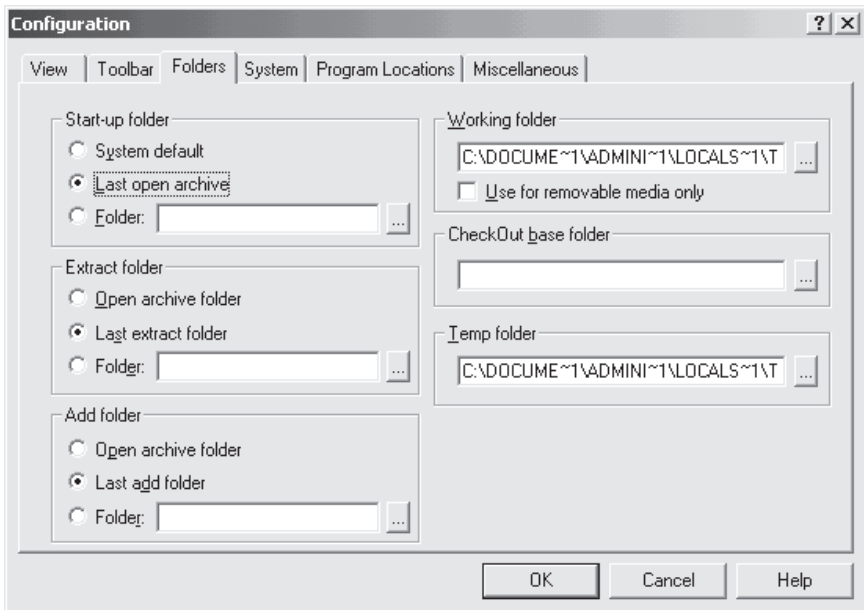 Configuration
View Toolbar Folders System Program Locations Miscellaneous
Start-up folder
System default
Last open archive
Folder: ...
Extract folder
Open archive folder
Last extract folder
Folder: ...
Add folder
Open archive folder
Last add folder
Folder: ...
Working folder
C:\DOCUME~1\ADMINI~1\LOCALS~1\T ...
Use for removable media only
CheckOut base folder
...
Temp folder
C:\DOCUME~1\ADMINI~1\LOCALS~1\T ...
OK Cancel Help